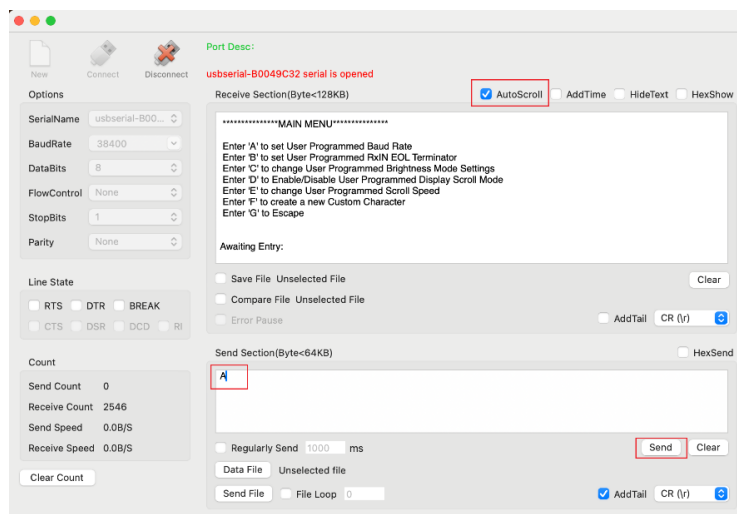 Port Desc:
New Connect Disconnect
usbserial-B0049C32 serial is opened
Options
SerialName usbserial-B00...
BaudRate 38400
DataBits 8
FlowControl None
StopBits 1
Parity None
Line State
RTS DTR BREAK
CTS DSR DCD RI
Count
Send Count 0
Receive Count 2546
Send Speed 0.0B/S
Receive Speed 0.0B/S
Clear Count
Receive Section(Byte<128KB) AutoScroll AddTime HideText HexShow
***************MAIN MENU***************
Enter 'A' to set User Programmed Baud Rate
Enter 'B' to set User Programmed RxIN EOL Terminator
Enter 'C' to change User Programmed Brightness Mode Settings
Enter 'D' to Enable/Disable User Programmed Display Scroll Mode
Enter 'E' to change User Programmed Scroll Speed
Enter 'F' to create a new Custom Character
Enter 'G' to Escape
Awaiting Entry:
Save File Unselected File Clear
Compare File Unselected File
Error Pause AddTail CR (\r)
Send Section(Byte<64KB) HexSend
A
Regularly Send 1000 ms Send Clear
Data File Unselected file
Send File File Loop 0 AddTail CR (\r)